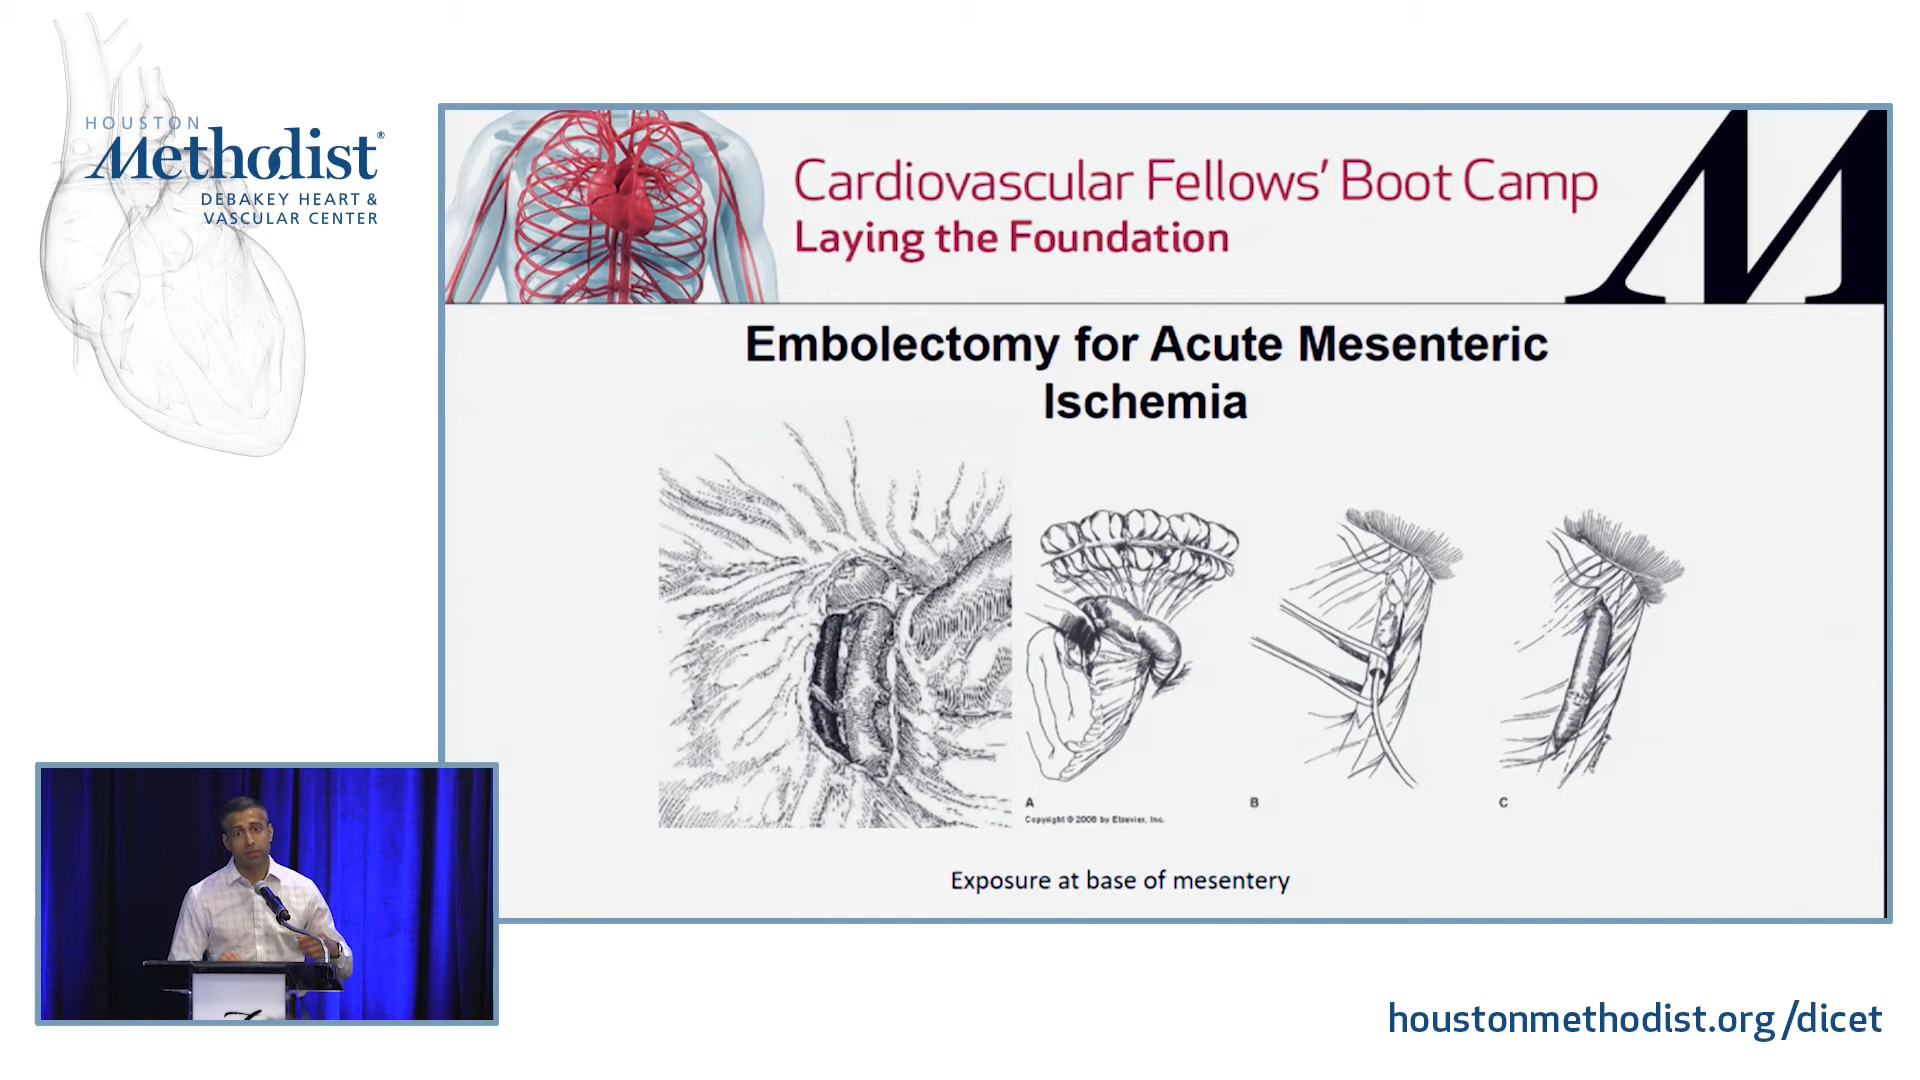 HOUSTON
Methodist®
DEBAKEY HEART &
VASCULAR CENTER
Cardiovascular Fellows' Boot Camp
Laying the Foundation
M
Embolectomy for Acute Mesenteric
Ischemia
A
B
C
Copyright © 2006 by Elsevier, Inc.
Exposure at base of mesentery
houstonmethodist.org/dicet